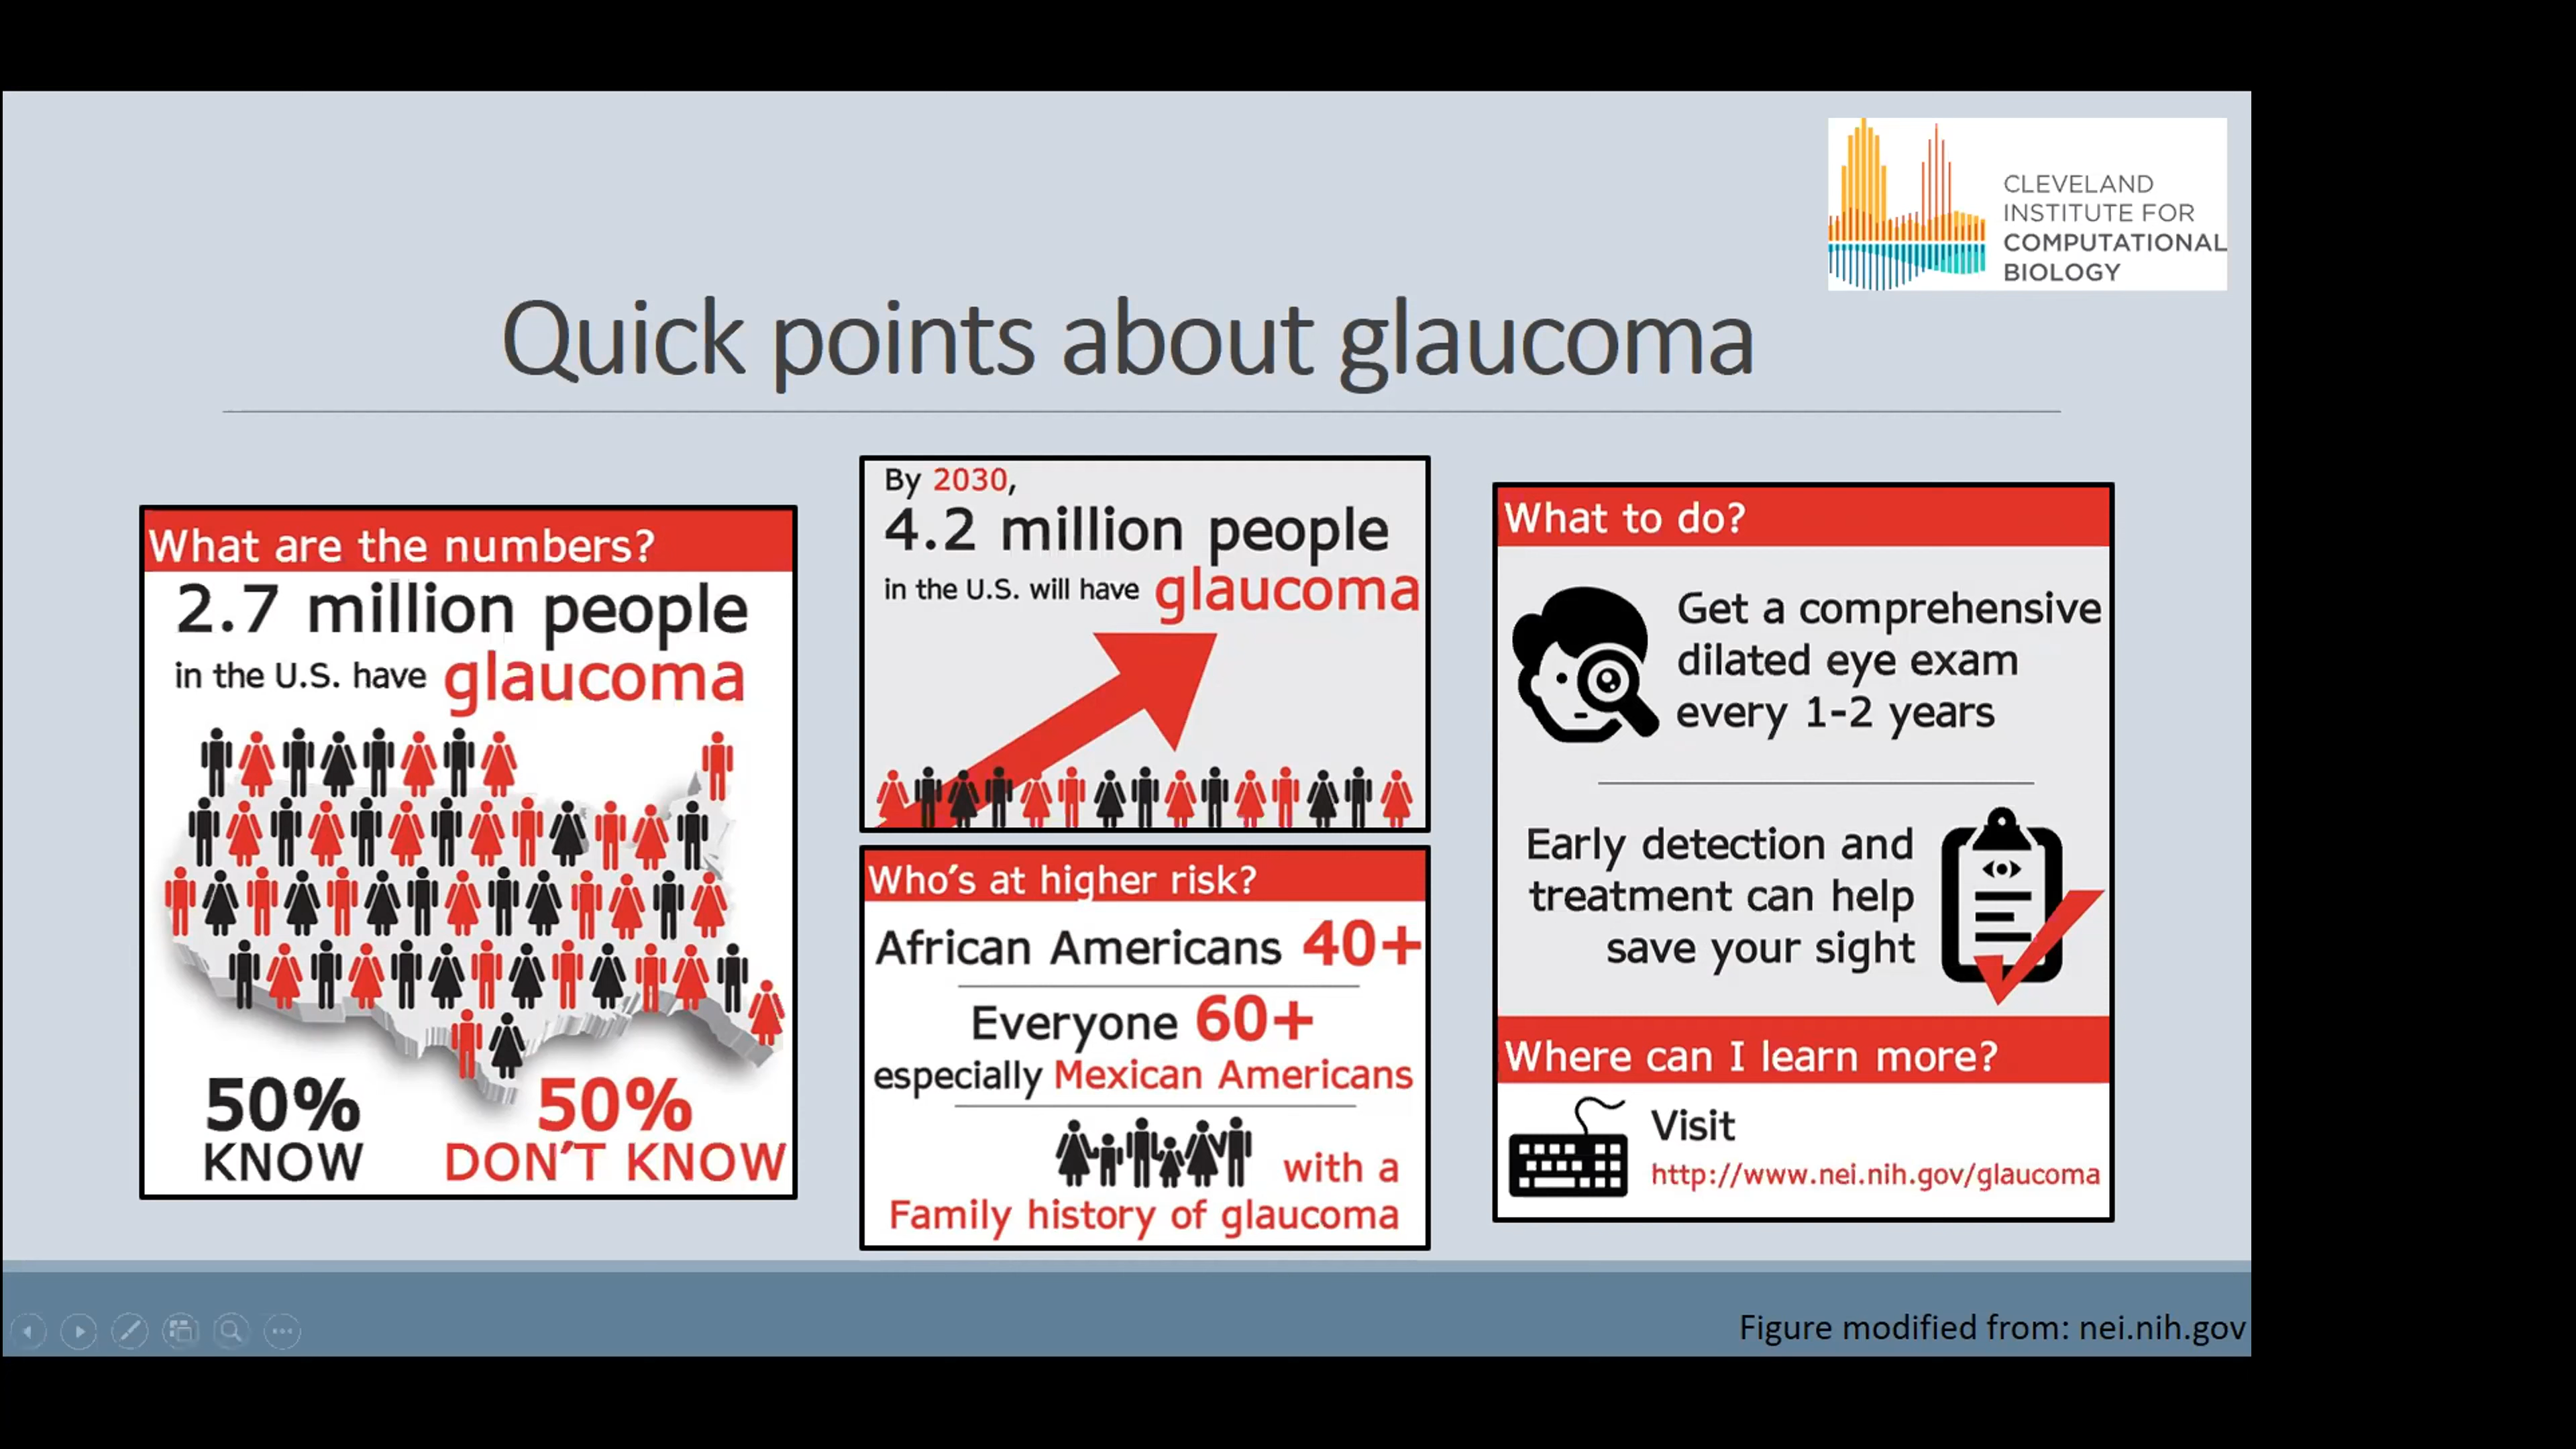 CLEVELAND
INSTITUTE FOR
COMPUTATIONAL
BIOLOGY
Quick points about glaucoma
What are the numbers?
2.7 million people
in the U.S. have glaucoma
50% 50%
KNOW DON'T KNOW
By 2030,
4.2 million people
in the U.S. will have glaucoma
Who's at higher risk?
African Americans 40+
Everyone 60+
especially Mexican Americans
with a
Family history of glaucoma
What to do?
Get a comprehensive
dilated eye exam
every 1-2 years
Early detection and
treatment can help
save your sight
Where can I learn more?
Visit
http://www.nei.nih.gov/glaucoma
Figure modified from: nei.nih.gov